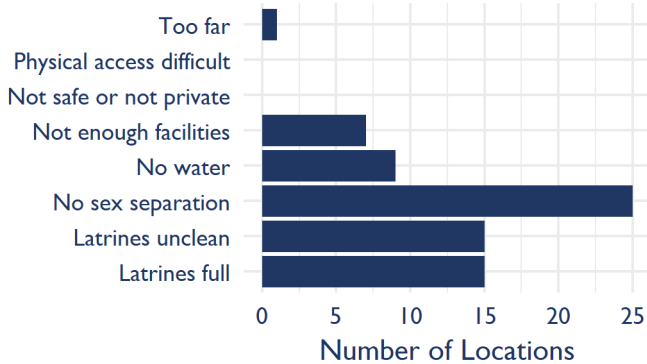 Too far
Physical access difficult
Not safe or not private
Not enough facilities
No water
No sex separation
Latrines unclean
Latrines full
0 5 10 15 20 25
Number of Locations